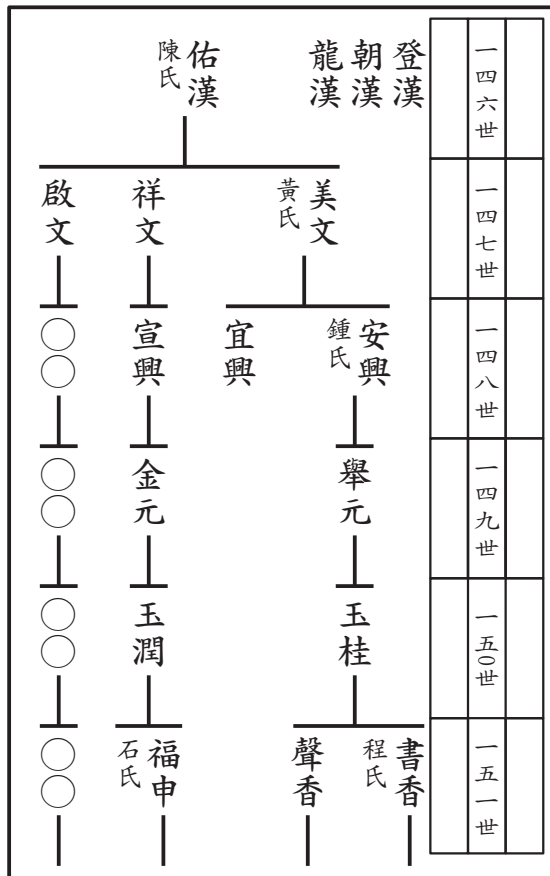 一四六世
登漢
朝漢
龍漢
佑漢
陳氏
一四七世
美文
黃氏
祥文
啟文
一四八世
安興
鍾氏
宜興
宣興
○○
一四九世
舉元
金元
○○
一五○世
玉桂
玉潤
○○
一五一世
書香
程氏
聲香
福申
石氏
○○